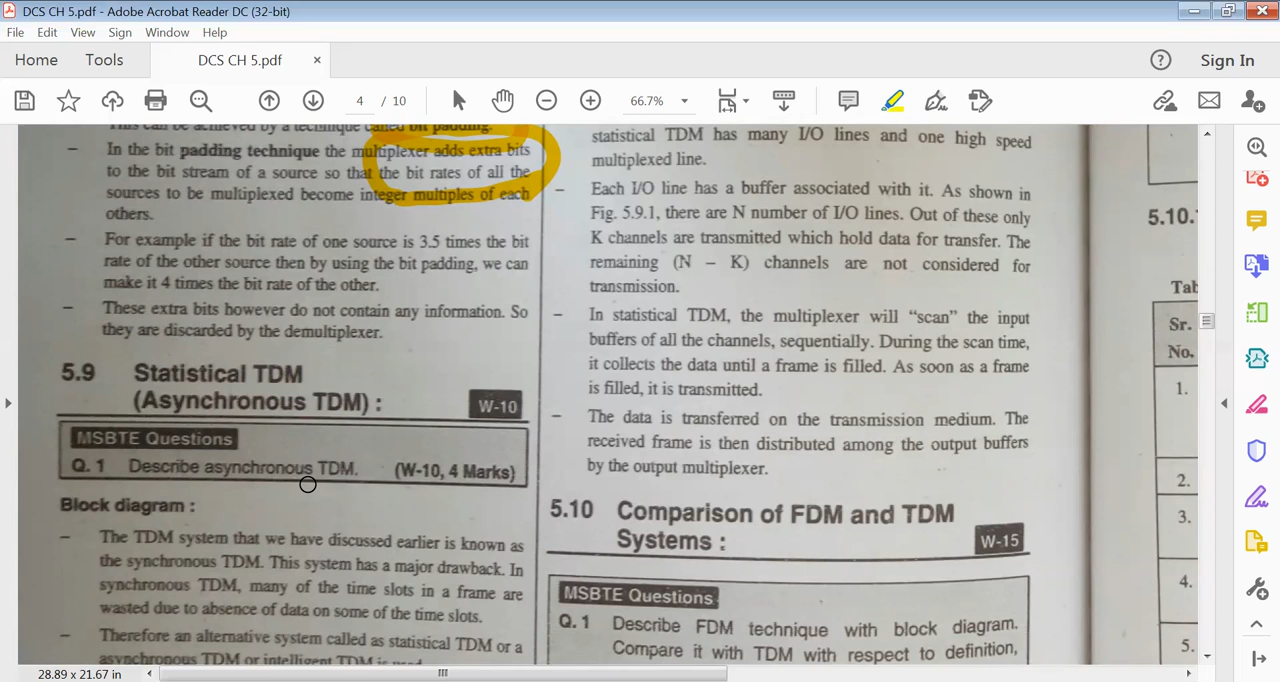 DCS CH 5.pdf - Adobe Acrobat Reader DC (32-bit)
File Edit View Sign Window Help
Home Tools DCS CH 5.pdf × Sign In
4 / 10 66.7%
This can be achieved by a technique called bit padding.
– In the bit padding technique the multiplexer adds extra bits
to the bit stream of a source so that the bit rates of all the
sources to be multiplexed become integer multiples of each
others.
– For example if the bit rate of one source is 3.5 times the bit
rate of the other source then by using the bit padding, we can
make it 4 times the bit rate of the other.
– These extra bits however do not contain any information. So
they are discarded by the demultiplexer.
5.9 Statistical TDM
(Asynchronous TDM) :
W-10
MSBTE Questions
Q. 1 Describe asynchronous TDM. (W-10, 4 Marks)
Block diagram :
– The TDM system that we have discussed earlier is known as
the synchronous TDM. This system has a major drawback. In
synchronous TDM, many of the time slots in a frame are
wasted due to absence of data on some of the time slots.
– Therefore an alternative system called as statistical TDM or a
asynchronous TDM or intelligent TDM is used
statistical TDM has many I/O lines and one high speed
multiplexed line.
– Each I/O line has a buffer associated with it. As shown in
Fig. 5.9.1, there are N number of I/O lines. Out of these only
K channels are transmitted which hold data for transfer. The
remaining (N – K) channels are not considered for
transmission.
– In statistical TDM, the multiplexer will “scan” the input
buffers of all the channels, sequentially. During the scan time,
it collects the data until a frame is filled. As soon as a frame
is filled, it is transmitted.
– The data is transferred on the transmission medium. The
received frame is then distributed among the output buffers
by the output multiplexer.
5.10 Comparison of FDM and TDM
Systems :
W-15
MSBTE Questions
Q. 1 Describe FDM technique with block diagram.
Compare it with TDM with respect to definition,
5.10.
Tab
Sr.
No.
1.
2.
3.
4.
5.
28.89 x 21.67 in